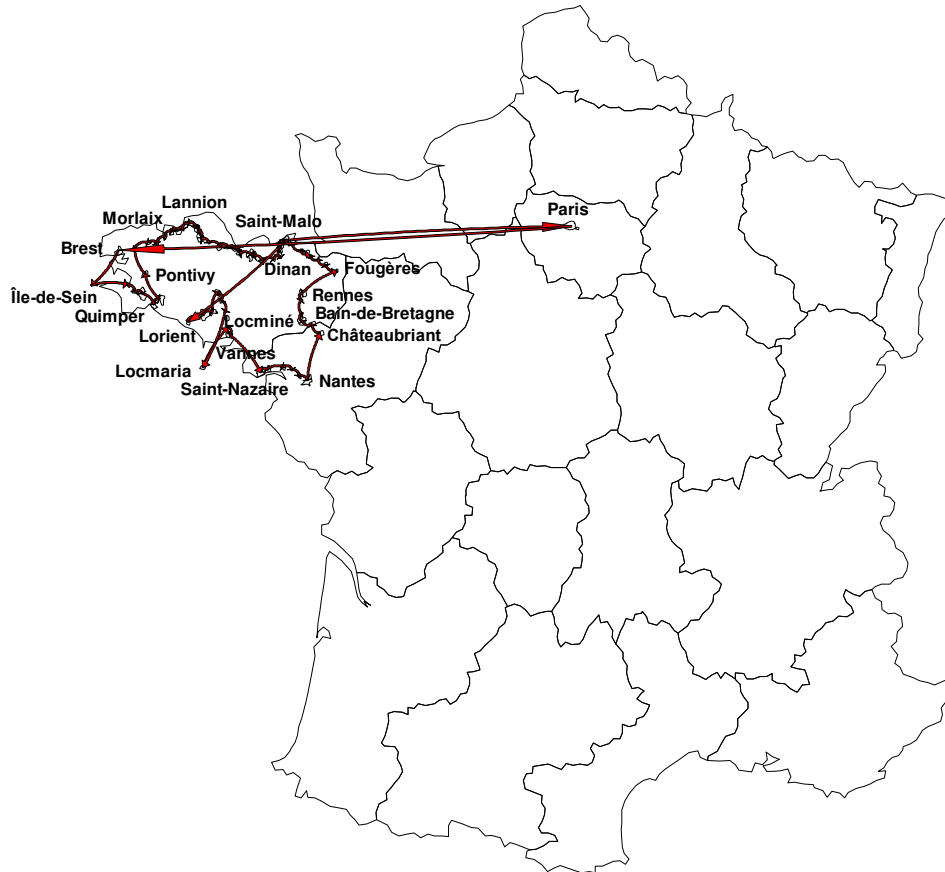 Lannion
Paris
Morlaix
Saint-Malo
Brest
Dinan
Fougères
Pontivy
Île-de-Sein
Rennes
Quimper
Bain-de-Bretagne
Locminé
Lorient
Châteaubriant
Vannes
Locmaria
Saint-Nazaire
Nantes